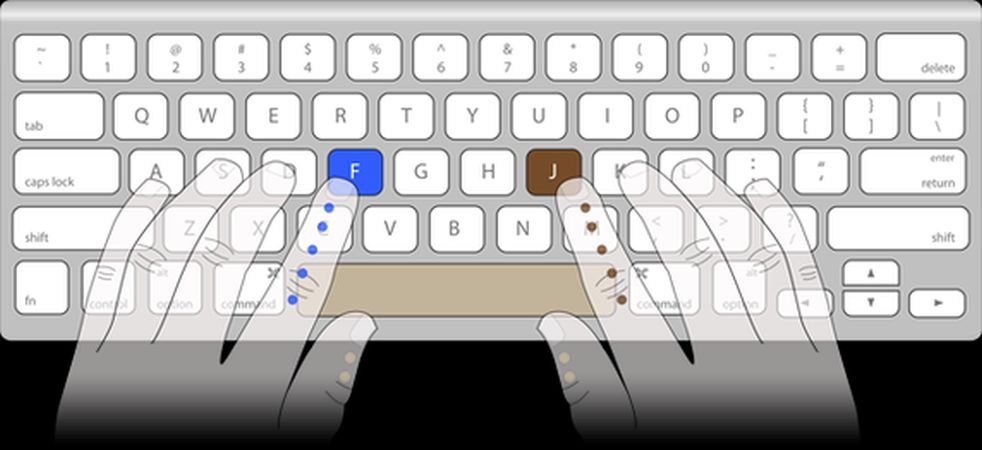 ~ ! @ # $ % ^ & * ( ) _ +
` 1 2 3 4 5 6 7 8 9 0 - = delete
tab Q W E R T Y U I O P { [ } ] | \
caps lock A S D F G H J K L : ; " , enter return
shift Z X C V B N M < , > . ? / shift
fn control alt option ⌘ command ⌘ command alt option ◄ ▲ ▼ ►